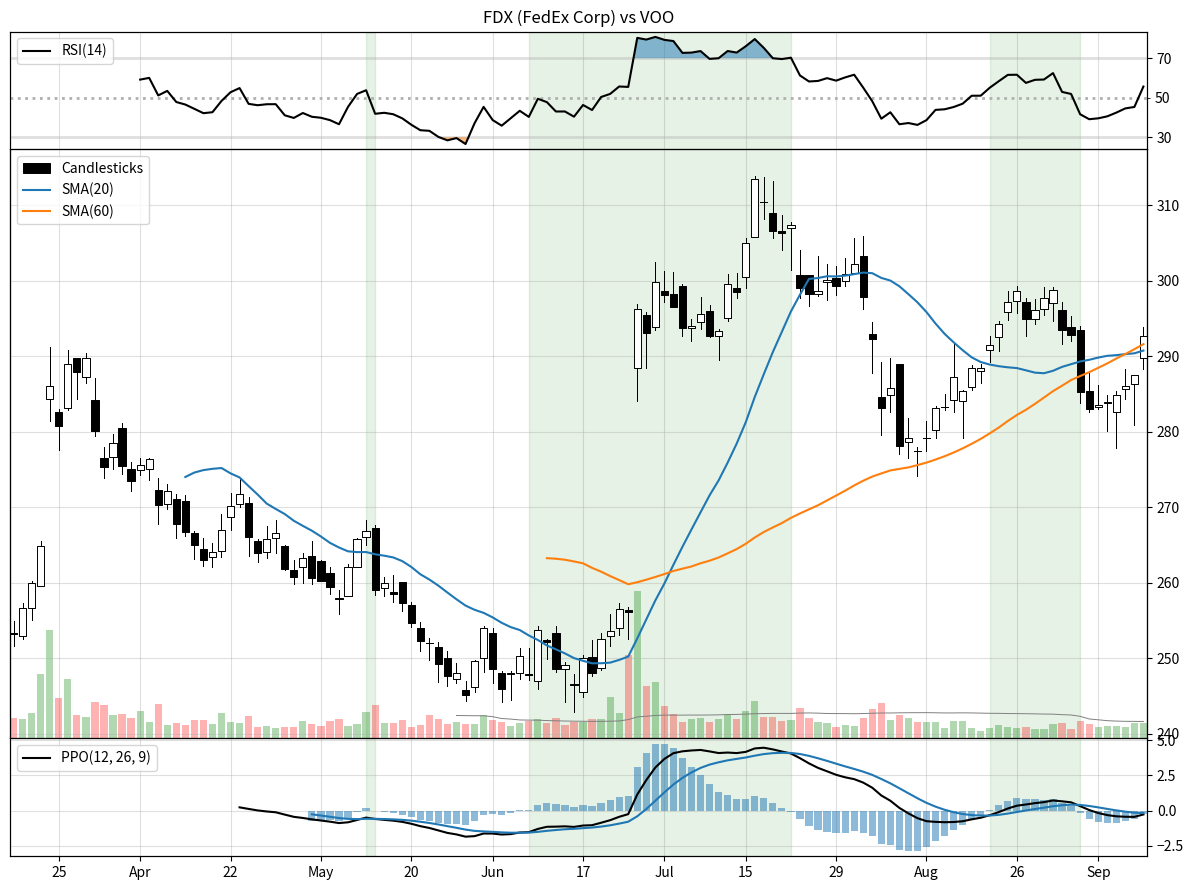 FDX (FedEx Corp) vs VOO
RSI(14)
70
50
30
Candlesticks
SMA(20)
SMA(60)
310
300
290
280
270
260
250
240
PPO(12, 26, 9)
5.0
2.5
0.0
−2.5
25 Apr 22 May 20 Jun 17 Jul 15 29 Aug 26 Sep